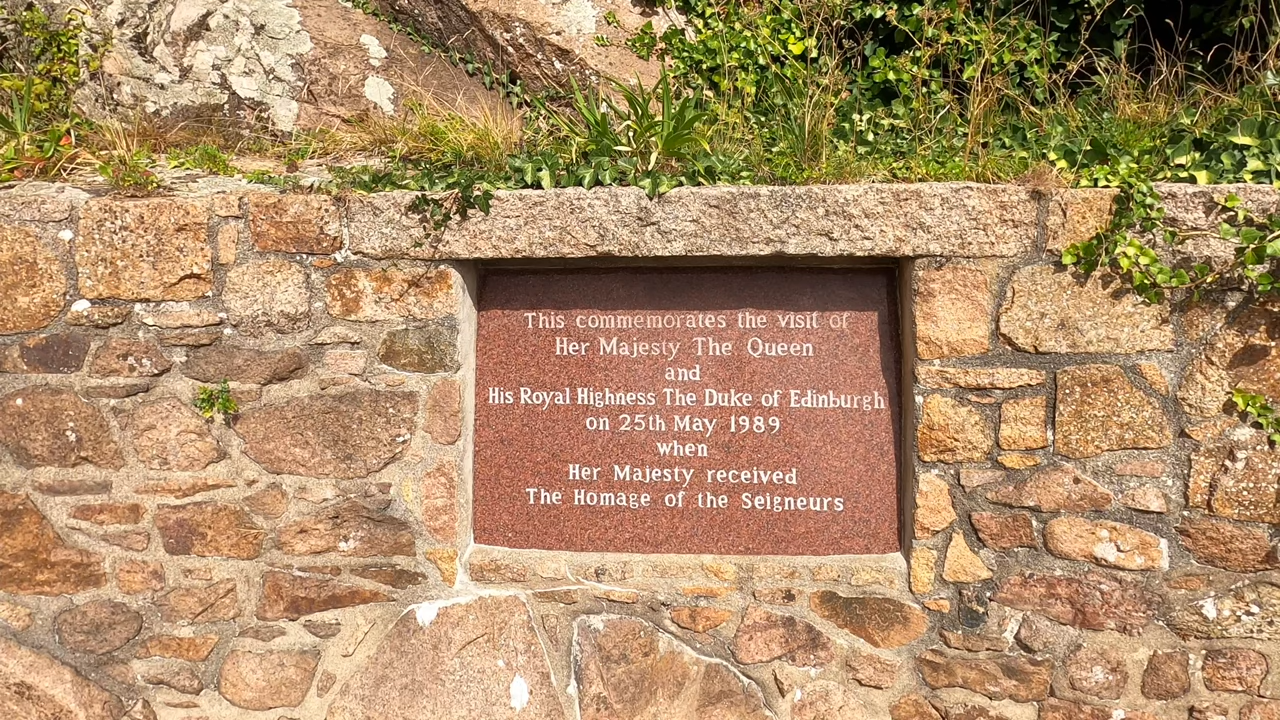 This commemorates the visit of
Her Majesty The Queen
and
His Royal Highness The Duke of Edinburgh
on 25th May 1989
when
Her Majesty received
The Homage of the Seigneurs